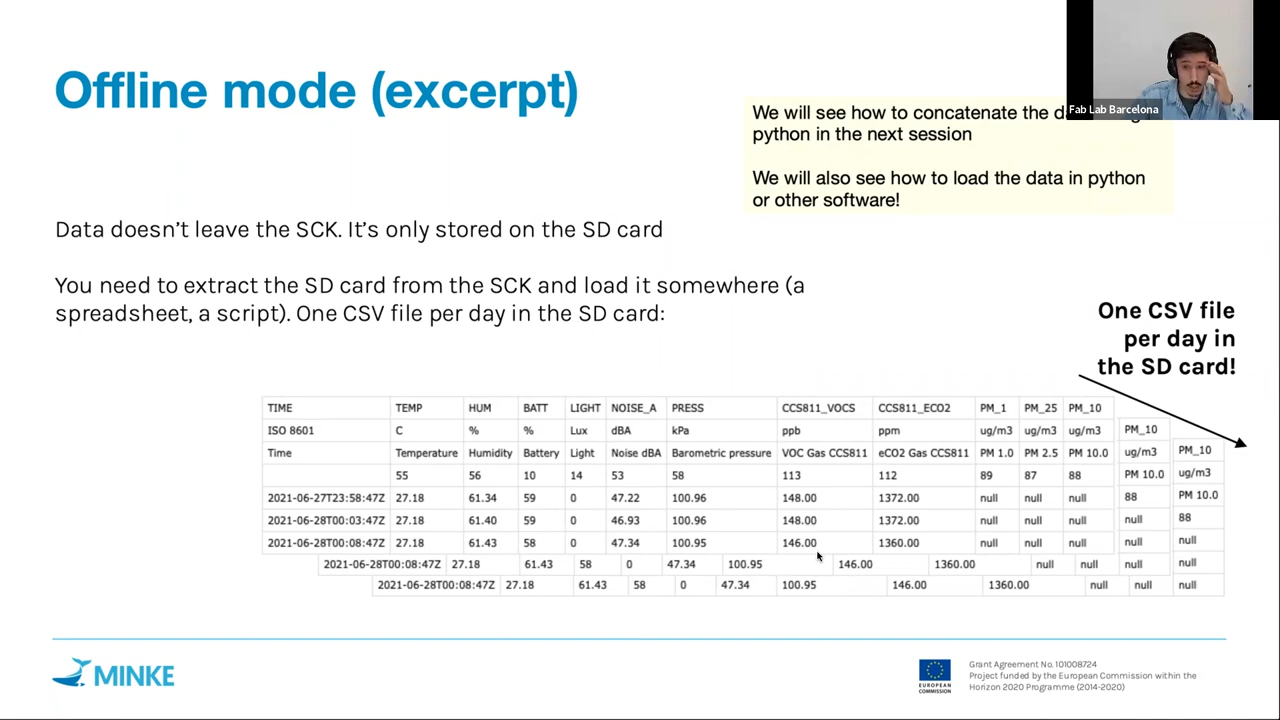 Offline mode (excerpt)
Fab Lab Barcelona
We will see how to concatenate the
python in the next session
We will also see how to load the data in python
or other software!
Data doesn’t leave the SCK. It’s only stored on the SD card
You need to extract the SD card from the SCK and load it somewhere (a
spreadsheet, a script). One CSV file per day in the SD card:
One CSV file
per day in
the SD card!
TIME TEMP HUM BATT LIGHT NOISE_A PRESS CCS811_VOCS CCS811_ECO2 PM_1 PM_25 PM_10
ISO 8601 C % % Lux dBA kPa ppb ppm ug/m3 ug/m3 ug/m3 PM_10
Time Temperature Humidity Battery Light Noise dBA Barometric pressure VOC Gas CCS811 eCO2 Gas CCS811 PM 1.0 PM 2.5 PM 10.0 ug/m3 PM_10
55 56 10 14 53 58 113 112 89 87 88 PM 10.0 ug/m3
2021-06-27T23:58:47Z 27.18 61.34 59 0 47.22 100.96 148.00 1372.00 null null null 88 PM 10.0
2021-06-28T00:03:47Z 27.18 61.40 59 0 46.93 100.96 148.00 1372.00 null null null null 88
2021-06-28T00:08:47Z 27.18 61.43 58 0 47.34 100.95 146.00 1360.00 null null null null null
2021-06-28T00:08:47Z 27.18 61.43 58 0 47.34 100.95 146.00 1360.00 null null null null
2021-06-28T00:08:47Z 27.18 61.43 58 0 47.34 100.95 146.00 1360.00 null null null
MINKE
EUROPEAN
COMMISSION
Grant Agreement No. 101008724
Project funded by the European Commission within the
Horizon 2020 Programme (2014-2020)